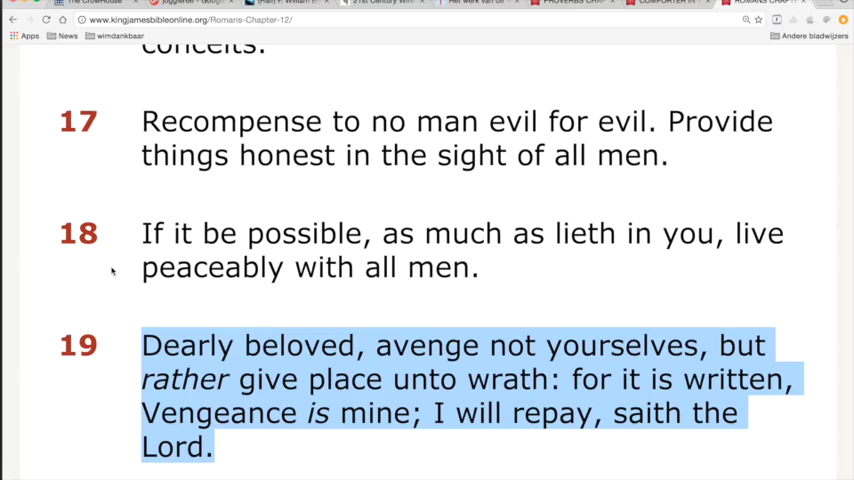 The CrowHouse
juggleree - Goog
PROVERBS CHAP
COMFORTER IN
ROMANS CHAPT
www.kingjamesbibleonline.org/Romans-Chapter-12/
Apps News wimdankbaar Andere bladwijzers
conceits.
17 Recompense to no man evil for evil. Provide
things honest in the sight of all men.
18 If it be possible, as much as lieth in you, live
peaceably with all men.
19 Dearly beloved, avenge not yourselves, but
rather give place unto wrath: for it is written,
Vengeance is mine; I will repay, saith the
Lord.